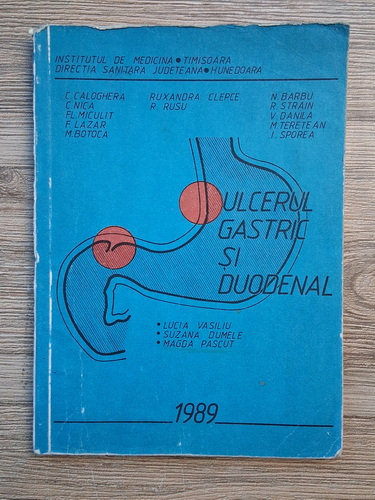 INSTITUTUL DE MEDICINA • TIMISOARA
DIRECTIA SANITARA JUDETEANA • HUNEDOARA
C. CALOGHERA
C. NICA
FL. MICULIT
F. LAZAR
M. BOTOCA
RUXANDRA CLEPCE
R. RUSU
N. BARBU
R. STRAIN
V. DANILA
M. TERETEAN
I. SPOREA
ULCERUL
GASTRIC
ȘI
DUODENAL
• LUCIA VASILIU
• SUZANA DUMELE
• MAGDA PASCUT
1989